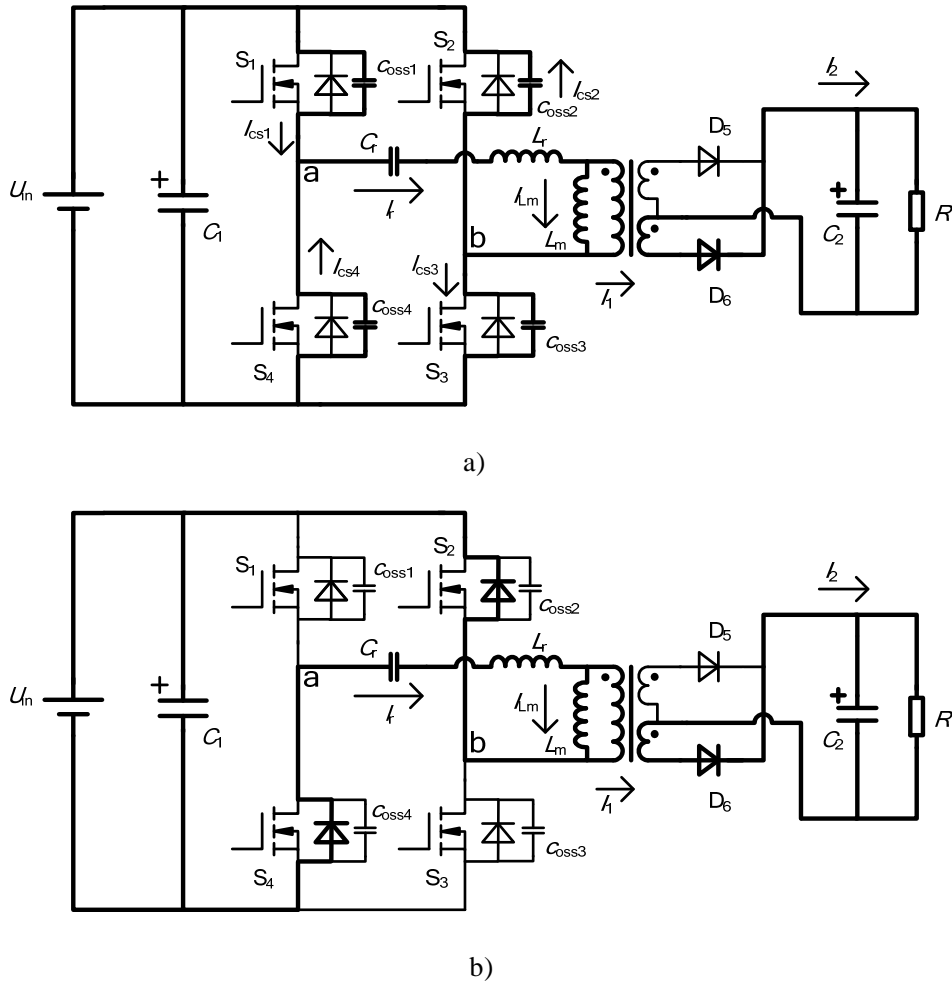 S1
coss1
S2
coss2
Ics2
I2
Ics1
Cr
Lr
D5
a
Ir
Uin
+
C1
ILm
Lm
b
+
C2
R
Ics4
Ics3
I1
D6
coss4
coss3
S4
S3
a)
S1
coss1
S2
coss2
I2
Cr
Lr
D5
a
Ir
Uin
+
C1
ILm
Lm
b
+
C2
R
I1
D6
coss4
coss3
S4
S3
b)